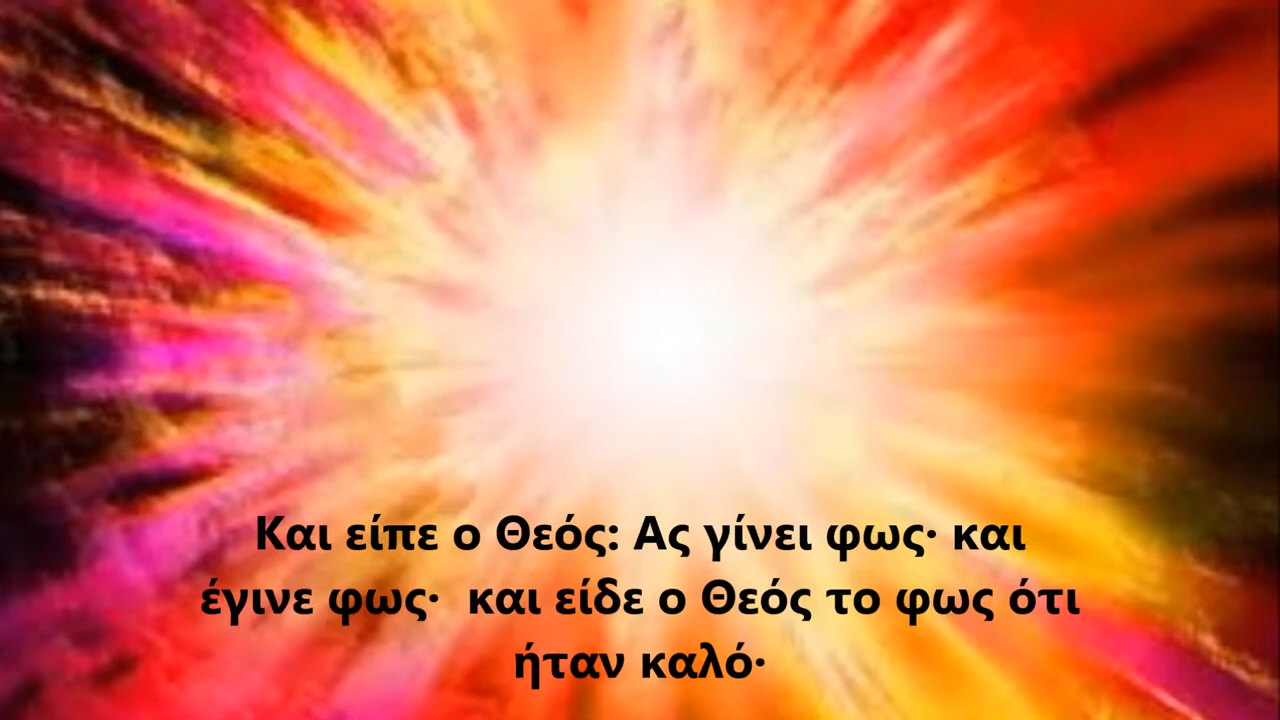 Και είπε ο Θεός: Ας γίνει φως· και
έγινε φως·  και είδε ο Θεός το φως ότι
ήταν καλό·